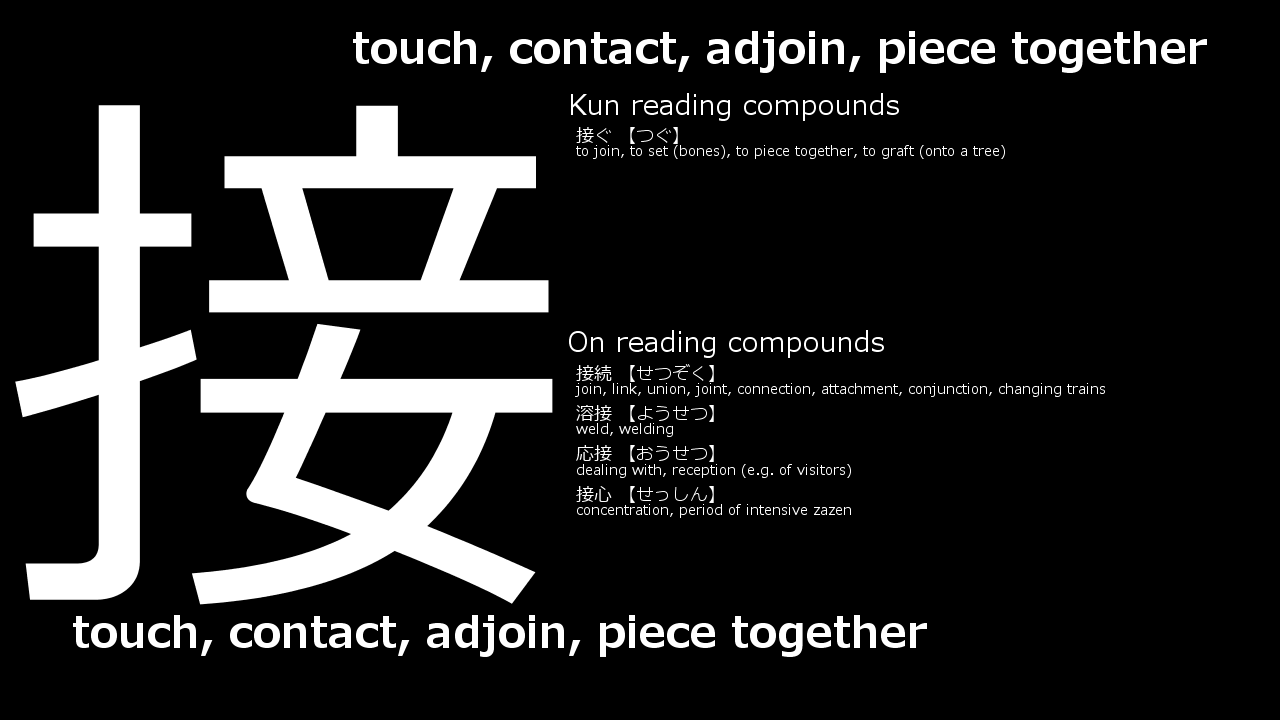 touch, contact, adjoin, piece together
接
Kun reading compounds
接ぐ 【つぐ】
to join, to set (bones), to piece together, to graft (onto a tree)
On reading compounds
接続 【せつぞく】
join, link, union, joint, connection, attachment, conjunction, changing trains
溶接 【ようせつ】
weld, welding
応接 【おうせつ】
dealing with, reception (e.g. of visitors)
接心 【せっしん】
concentration, period of intensive zazen
touch, contact, adjoin, piece together